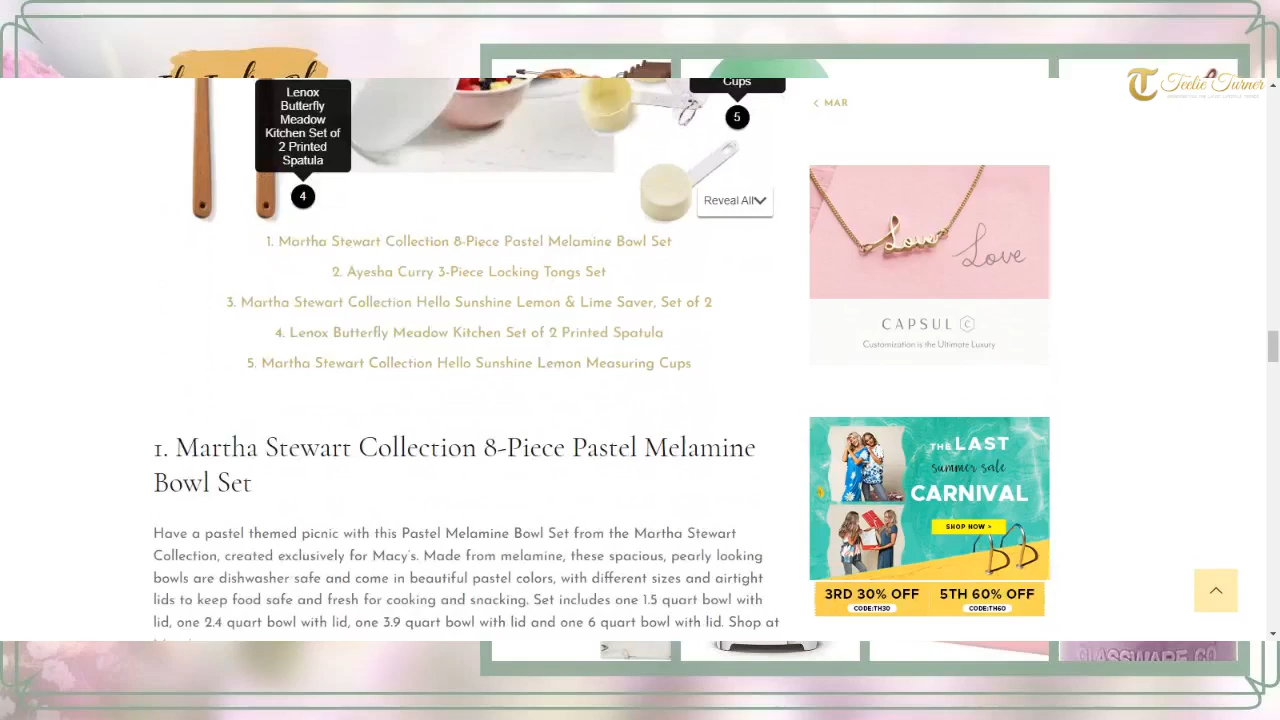 Teelie Turner
Cups
5
Lenox
Butterfly
Meadow
Kitchen Set of
2 Printed
Spatula
4
Reveal All
< MAR
1. Martha Stewart Collection 8-Piece Pastel Melamine Bowl Set
2. Ayesha Curry 3-Piece Locking Tongs Set
3. Martha Stewart Collection Hello Sunshine Lemon & Lime Saver, Set of 2
4. Lenox Butterfly Meadow Kitchen Set of 2 Printed Spatula
5. Martha Stewart Collection Hello Sunshine Lemon Measuring Cups
1. Martha Stewart Collection 8-Piece Pastel Melamine
Bowl Set
Have a pastel themed picnic with this Pastel Melamine Bowl Set from the Martha Stewart
Collection, created exclusively for Macy's. Made from melamine, these spacious, pearly looking
bowls are dishwasher safe and come in beautiful pastel colors, with different sizes and airtight
lids to keep food safe and fresh for cooking and snacking. Set includes one 1.5 quart bowl with
lid, one 2.4 quart bowl with lid, one 3.9 quart bowl with lid and one 6 quart bowl with lid. Shop at
Love
Love
CAPSUL C
Customization is the Ultimate Luxury
THE LAST
summer sale
CARNIVAL
SHOP NOW >
3RD 30% OFF
CODE:TH30
5TH 60% OFF
CODE:TH60
GLASSWARE CO